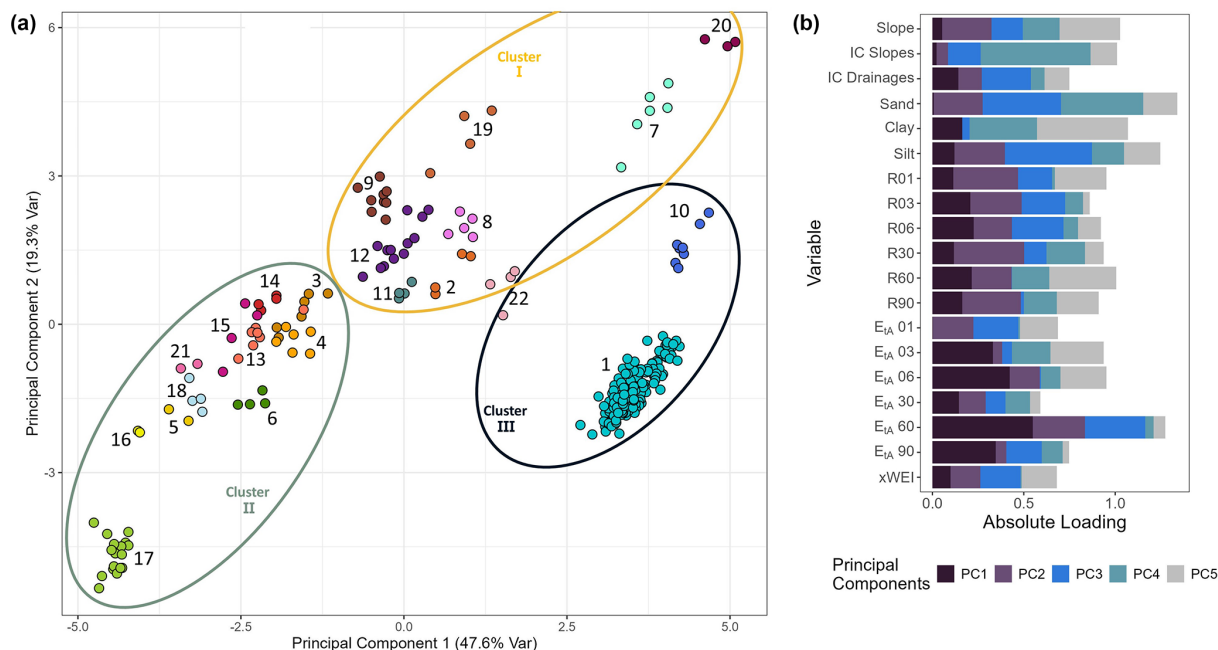 (a)
6
3
0
-3
-5.0
-2.5
0.0
2.5
5.0
Principal Component 2 (19.3% Var)
Principal Component 1 (47.6% Var)
Cluster
I
20
7
19
9
8
12
11
2
22
10
1
Cluster
III
14
3
15
4
13
21
18
6
5
16
Cluster
II
17
(b)
Variable
Slope
IC Slopes
IC Drainages
Sand
Clay
Silt
R01
R03
R06
R30
R60
R90
EtA 01
EtA 03
EtA 06
EtA 30
EtA 60
EtA 90
xWEI
0.0
0.5
1.0
Absolute Loading
Principal
Components
PC1
PC2
PC3
PC4
PC5